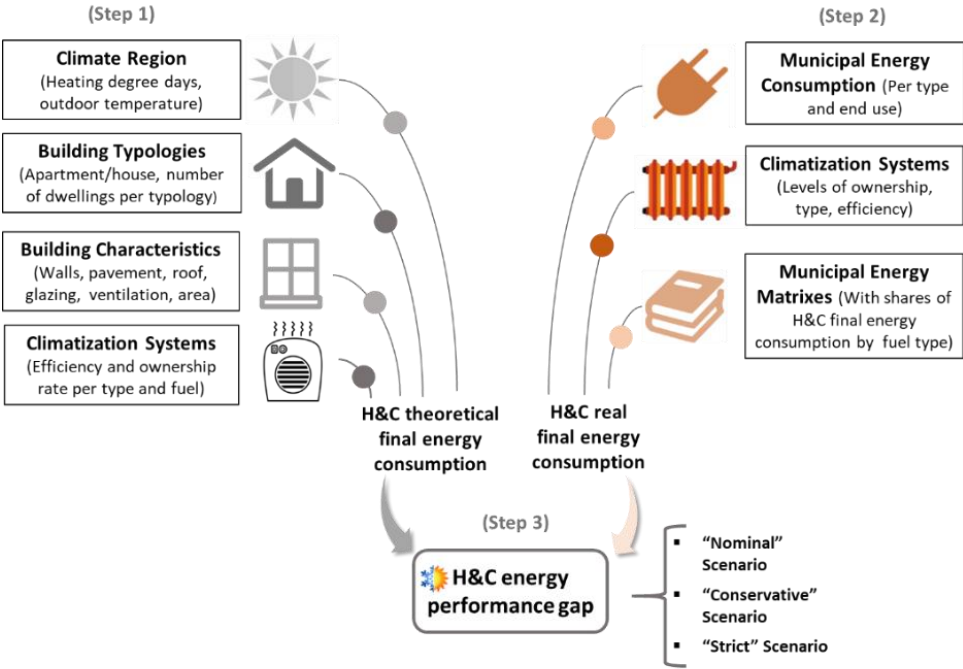 (Step 1)
Climate Region
(Heating degree days,
outdoor temperature)
Building Typologies
(Apartment/house, number
of dwellings per typology)
Building Characteristics
(Walls, pavement, roof,
glazing, ventilation, area)
Climatization Systems
(Efficiency and ownership
rate per type and fuel)
H&C theoretical
final energy
consumption
(Step 2)
Municipal Energy
Consumption (Per type
and end use)
Climatization Systems
(Levels of ownership,
type, efficiency)
Municipal Energy
Matrixes (With shares of
H&C final energy
consumption by fuel type)
H&C real
final energy
consumption
(Step 3)
H&C energy
performance gap
▪ “Nominal”
Scenario
▪ “Conservative”
Scenario
▪ “Strict” Scenario